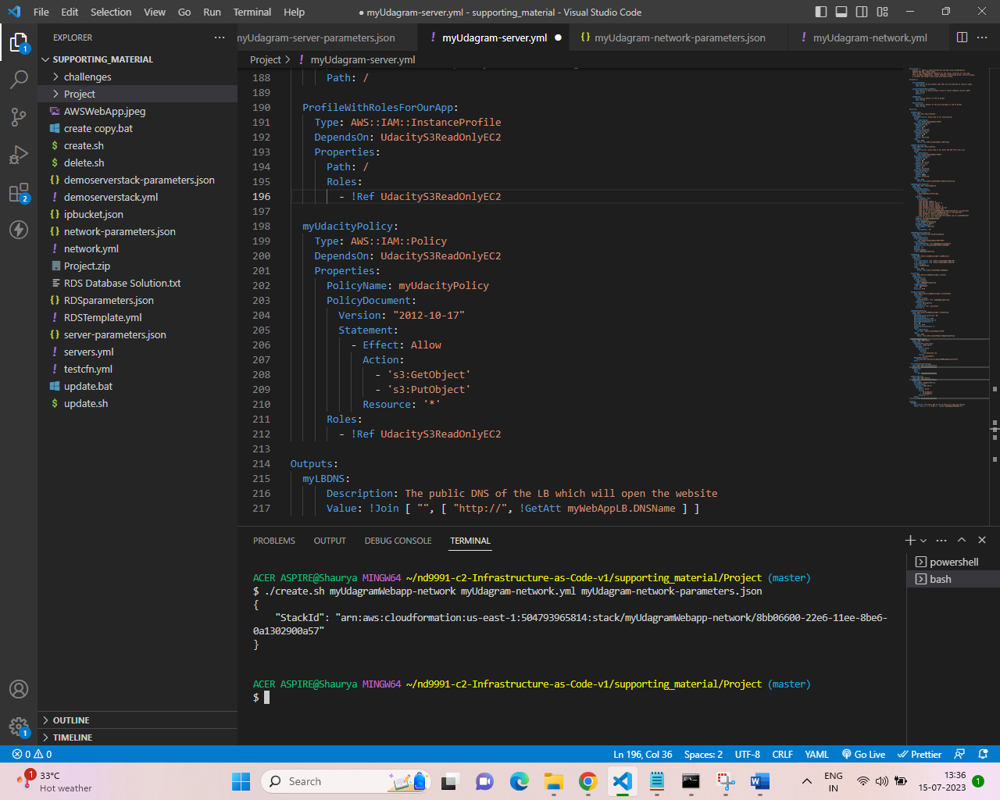 File Edit Selection View Go Run Terminal Help
● myUdagram-server.yml - supporting_material - Visual Studio Code
EXPLORER
SUPPORTING_MATERIAL
challenges
Project
AWSWebApp.jpeg
create copy.bat
create.sh
delete.sh
demoserverstack-parameters.json
demoserverstack.yml
ipbucket.json
network-parameters.json
network.yml
Project.zip
RDS Database Solution.txt
RDSparameters.json
RDSTemplate.yml
server-parameters.json
servers.yml
testcfn.yml
update.bat
update.sh
OUTLINE
TIMELINE
1
2
1
myUdagram-server-parameters.json
myUdagram-server.yml
myUdagram-network-parameters.json
myUdagram-network.yml
Project > ! myUdagram-server.yml
188 Path: /
189
190 ProfileWithRolesForOurApp:
191 Type: AWS::IAM::InstanceProfile
192 DependsOn: UdacityS3ReadOnlyEC2
193 Properties:
194 Path: /
195 Roles:
196 - !Ref UdacityS3ReadOnlyEC2
197
198 myUdacityPolicy:
199 Type: AWS::IAM::Policy
200 DependsOn: UdacityS3ReadOnlyEC2
201 Properties:
202 PolicyName: myUdacityPolicy
203 PolicyDocument:
204 Version: "2012-10-17"
205 Statement:
206 - Effect: Allow
207 Action:
208 - 's3:GetObject'
209 - 's3:PutObject'
210 Resource: '*'
211 Roles:
212 - !Ref UdacityS3ReadOnlyEC2
213
214 Outputs:
215 myLBDNS:
216 Description: The public DNS of the LB which will open the website
217 Value: !Join [ "", [ "http://", !GetAtt myWebAppLB.DNSName ] ]
PROBLEMS OUTPUT DEBUG CONSOLE TERMINAL
powershell
bash
ACER ASPIRE@Shaurya MINGW64 ~/nd9991-c2-Infrastructure-as-Code-v1/supporting_material/Project (master)
$ ./create.sh myUdagramWebapp-network myUdagram-network.yml myUdagram-network-parameters.json
{
"StackId": "arn:aws:cloudformation:us-east-1:504793965814:stack/myUdagramWebapp-network/8bb06600-22e6-11ee-8be6-
0a1302900a57"
}
ACER ASPIRE@Shaurya MINGW64 ~/nd9991-c2-Infrastructure-as-Code-v1/supporting_material/Project (master)
$
0 0
Ln 196, Col 36 Spaces: 2 UTF-8 CRLF YAML Go Live Prettier
1
33°C
Hot weather
Search
ENG
IN
13:36
15-07-2023
1